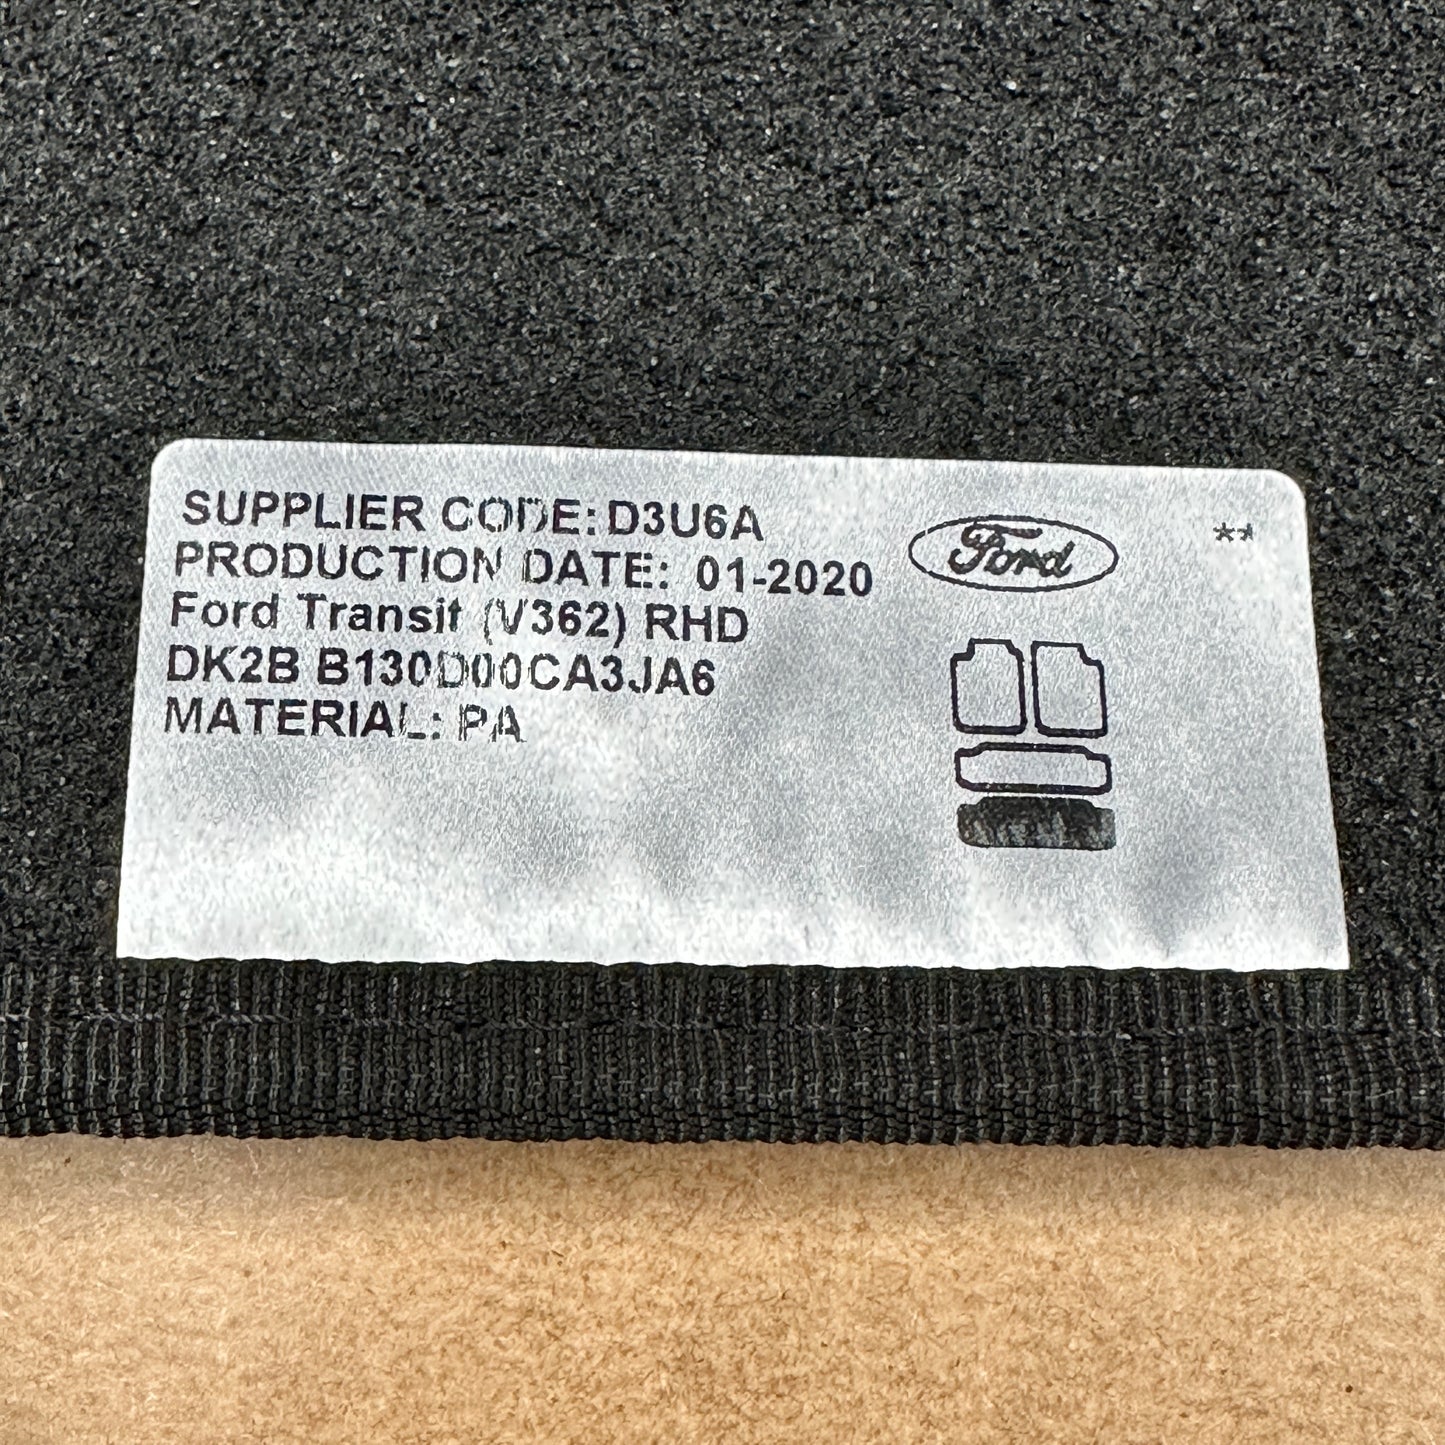 SUPPLIER CODE: D3U6A
PRODUCTION DATE: 01-2020
Ford Transit (V362) RHD
DK2B B130D00CA3JA6
MATERIAL: PA
Ford
**